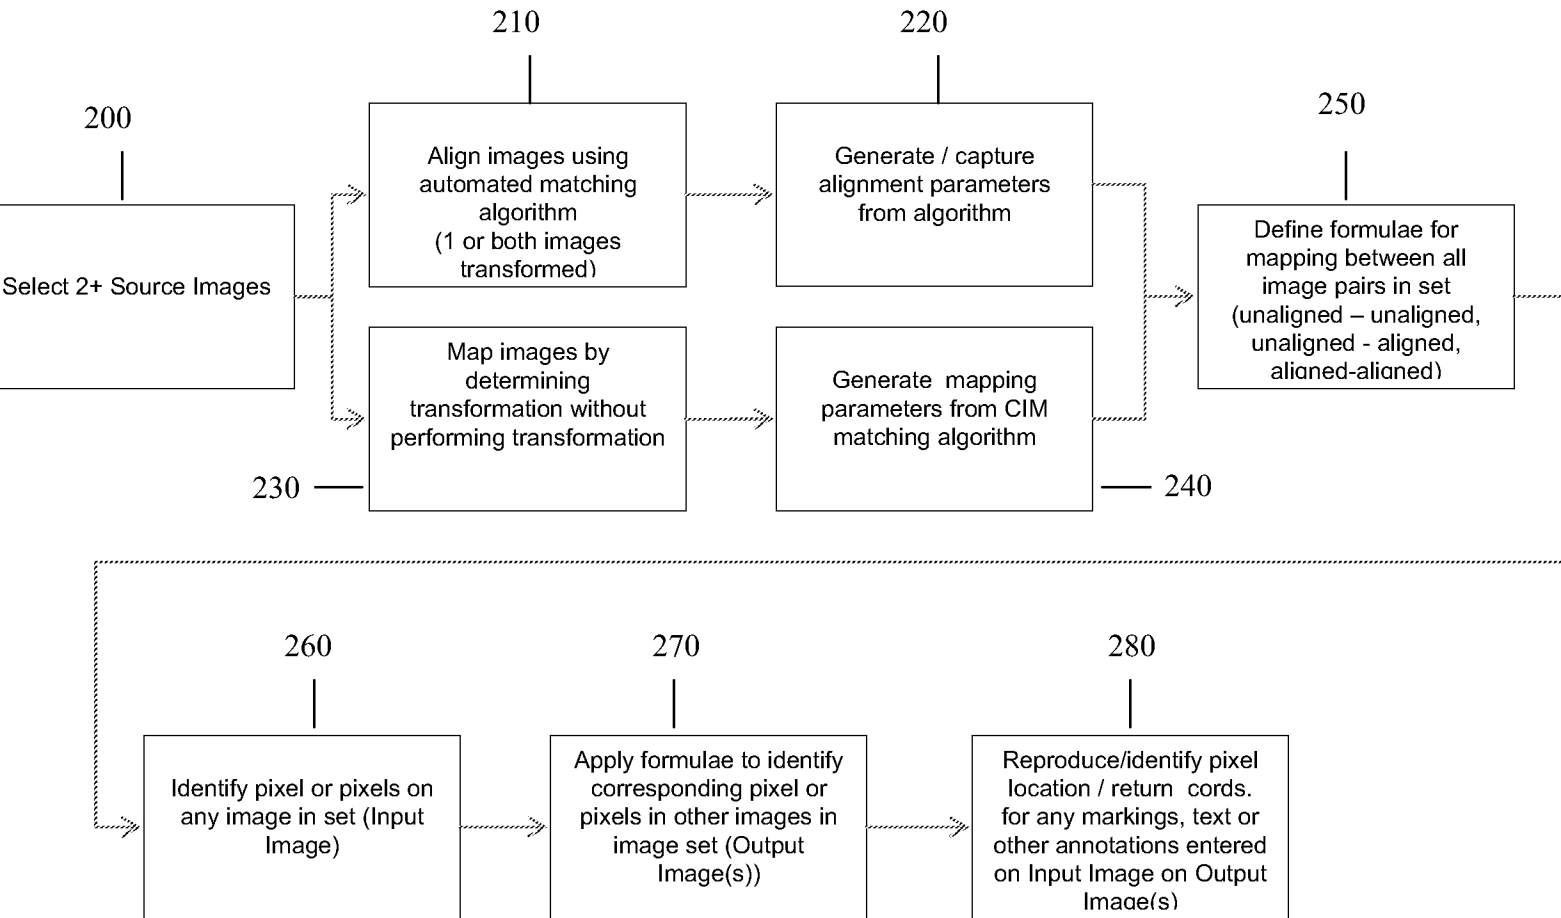 210
220
200
250
Align images using
automated matching
algorithm
(1 or both images
transformed)
Generate / capture
alignment parameters
from algorithm
Select 2+ Source Images
Define formulae for
mapping between all
image pairs in set
(unaligned – unaligned,
unaligned - aligned,
aligned-aligned)
Map images by
determining
transformation without
performing transformation
Generate  mapping
parameters from CIM
matching algorithm
230
240
260
270
280
Identify pixel or pixels on
any image in set (Input
Image)
Apply formulae to identify
corresponding pixel or
pixels in other images in
image set (Output
Image(s))
Reproduce/identify pixel
location / return  cords.
for any markings, text or
other annotations entered
on Input Image on Output
Image(s)